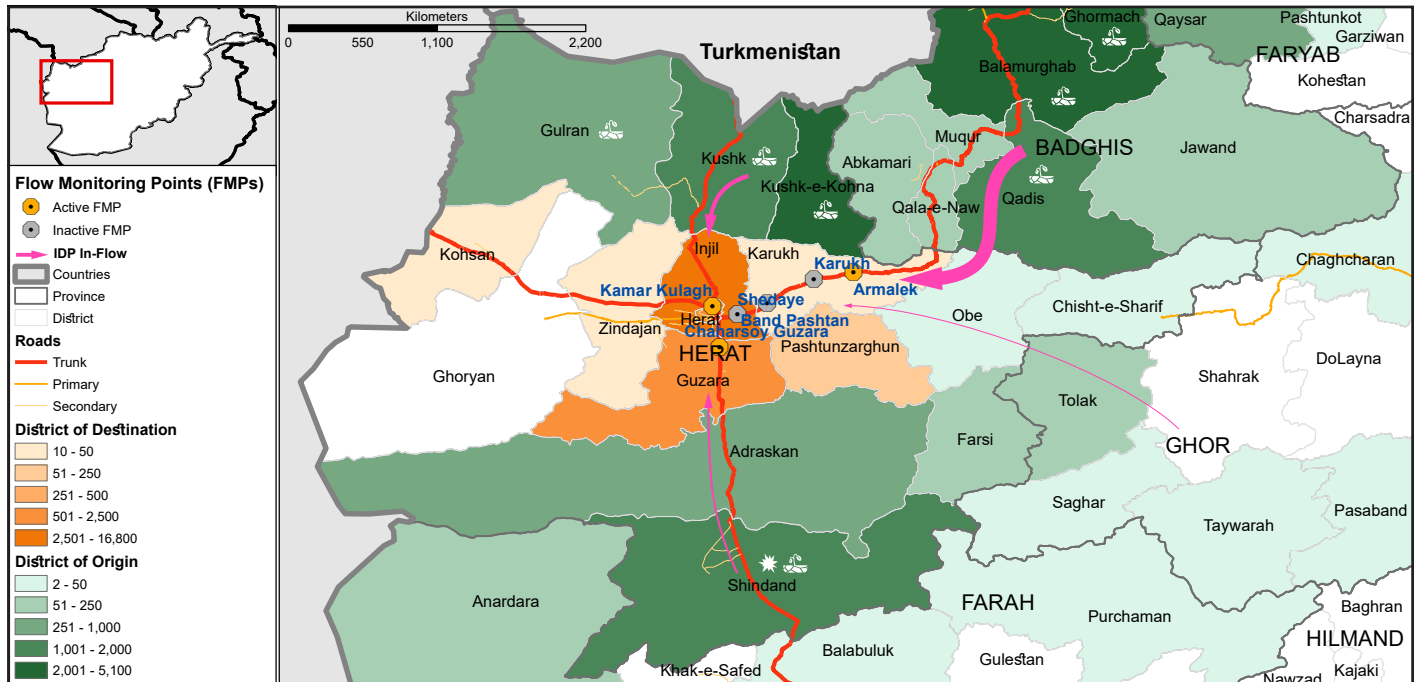 Kilometers
0 550 1,100 2,200
Turkmenistan
Flow Monitoring Points (FMPs)
Active FMP
Inactive FMP
IDP In-Flow
Countries
Province
District
Roads
Trunk
Primary
Secondary
District of Destination
10 - 50
51 - 250
251 - 500
501 - 2,500
2,501 - 16,800
District of Origin
2 - 50
51 - 250
251 - 1,000
1,001 - 2,000
2,001 - 5,100
Ghormach
Qaysar
Pashtunkot
Garziwan
FARYAB
Kohestan
Balamurghab
Charsadra
Gulran
Kushk
Muqur
BADGHIS
Jawand
Abkamari
Kushk-e-Kohna
Qala-e-Naw
Qadis
Kohsan
Injil
Karukh
Karukh
Armalek
Chaghcharan
Kamar Kulagh
Shedaye
Chisht-e-Sharif
Obe
Zindajan
Herat
Band Pashtan
Chaharsoy Guzara
HERAT
Pashtunzarghun
DoLayna
Ghoryan
Guzara
Shahrak
Tolak
Farsi
GHOR
Adraskan
Saghar
Taywarah
Pasaband
Shindand
Anardara
FARAH
Purchaman
Baghran
HILMAND
Balabuluk
Gulestan
Khak-e-Safed
Kajaki
Nawzad